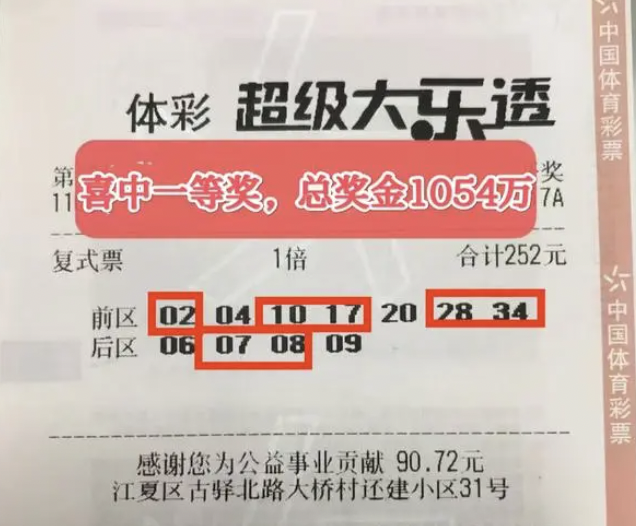 体彩 超级大乐透
第 奖
喜中一等奖，总奖金1054万
11 7A
复式票 1倍 合计252元
前区 02 04 10 17 20 28 34
后区 06 07 08 09
感谢您为公益事业贡献 90.72元
江夏区古驿北路大桥村还建小区31号
中国体育彩票
中国体育彩票